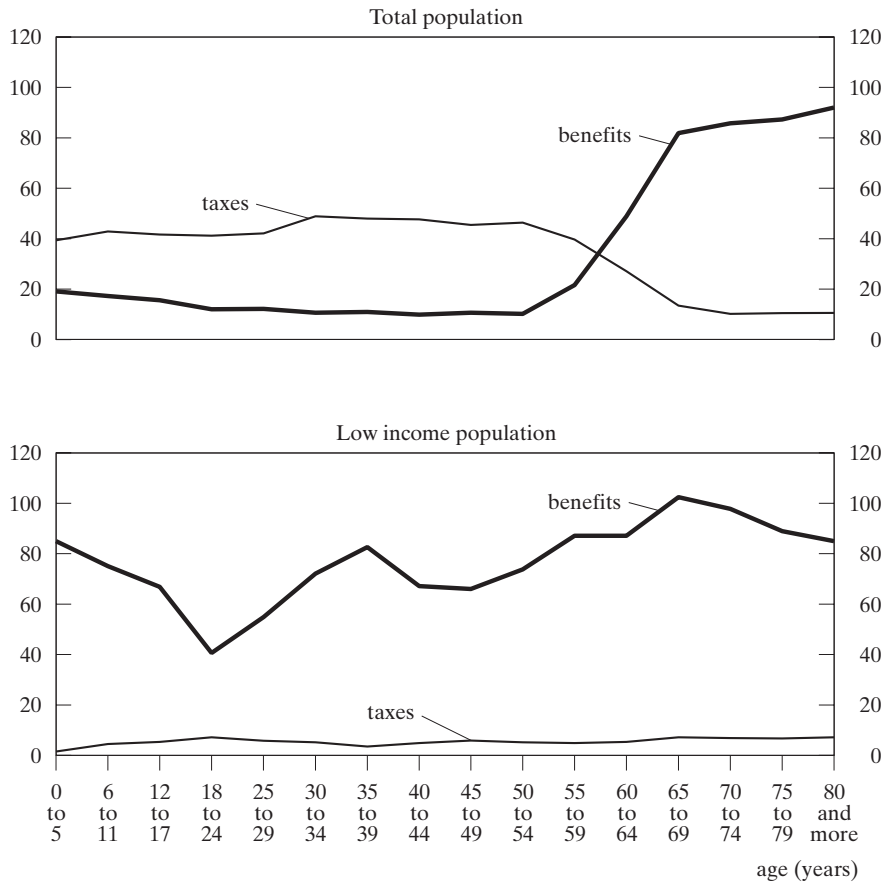 Total population
120 120
100 100
80 80
benefits
60 60
taxes
40 40
20 20
0 0
Low income population
120 120
100 100
benefits
80 80
60 60
40 40
20 20
taxes
0 0
0 6 12 18 25 30 35 40 45 50 55 60 65 70 75 80
to to to to to to to to to to to to to to to and
5 11 17 24 29 34 39 44 49 54 59 64 69 74 79 more
age (years)